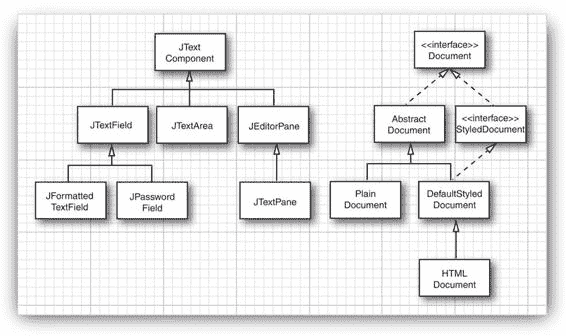 JText
Component
<<interface>>
Document
JTextField
JTextArea
JEditorPane
Abstract
Document
<<interface>>
StyledDocument
JFormatted
TextField
JPassword
Field
JTextPane
Plain
Document
DefaultStyled
Document
HTML
Document